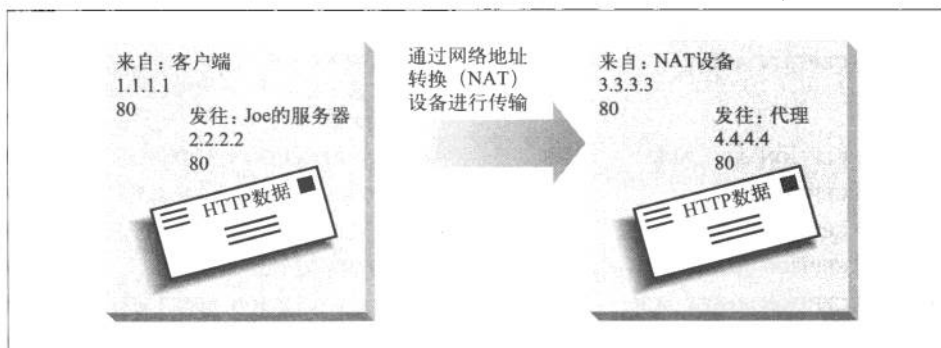 来自：客户端
1.1.1.1
80
发往：Joe的服务器
2.2.2.2
80
HTTP数据
通过网络地址
转换（NAT）
设备进行传输
来自：NAT设备
3.3.3.3
80
发往：代理
4.4.4.4
80
HTTP数据